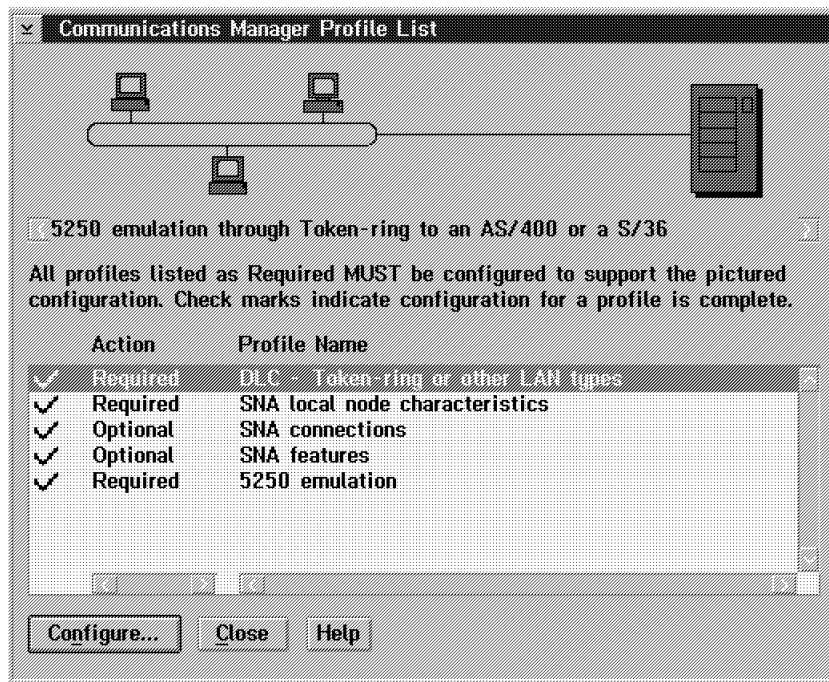 Communications Manager Profile List
5250 emulation through Token-ring to an AS/400 or a S/36
All profiles listed as Required MUST be configured to support the pictured
configuration. Check marks indicate configuration for a profile is complete.
Action Profile Name
Required DLC - Token-ring or other LAN types
Required SNA local node characteristics
Optional SNA connections
Optional SNA features
Required 5250 emulation
Configure... Close Help